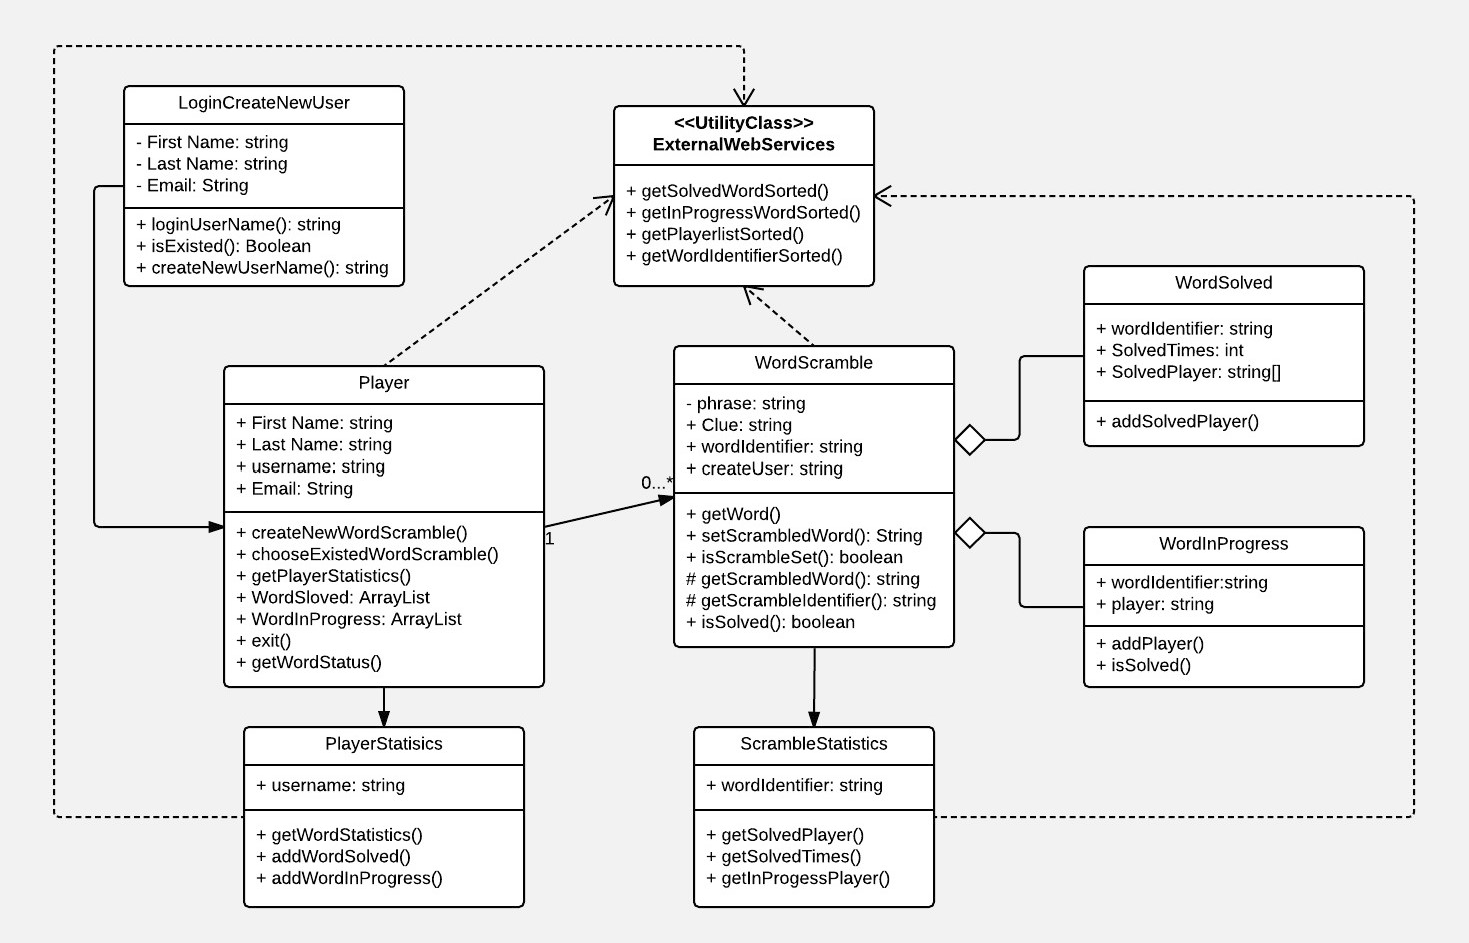 LoginCreateNewUser
- First Name: string
- Last Name: string
- Email: String
+ loginUserName(): string
+ isExisted(): Boolean
+ createNewUserName(): string
<<UtilityClass>>
ExternalWebServices
+ getSolvedWordSorted()
+ getInProgressWordSorted()
+ getPlayerlistSorted()
+ getWordIdentifierSorted()
WordSolved
+ wordIdentifier: string
+ SolvedTimes: int
+ SolvedPlayer: string[]
+ addSolvedPlayer()
Player
+ First Name: string
+ Last Name: string
+ username: string
+ Email: String
+ createNewWordScramble()
+ chooseExistedWordScramble()
+ getPlayerStatistics()
+ WordSloved: ArrayList
+ WordInProgress: ArrayList
+ exit()
+ getWordStatus()
1
0...*
WordScramble
- phrase: string
+ Clue: string
+ wordIdentifier: string
+ createUser: string
+ getWord()
+ setScrambledWord(): String
+ isScrambleSet(): boolean
# getScrambledWord(): string
# getScrambleIdentifier(): string
+ isSolved(): boolean
WordInProgress
+ wordIdentifier:string
+ player: string
+ addPlayer()
+ isSolved()
PlayerStatisics
+ username: string
+ getWordStatistics()
+ addWordSolved()
+ addWordInProgress()
ScrambleStatistics
+ wordIdentifier: string
+ getSolvedPlayer()
+ getSolvedTimes()
+ getInProgessPlayer()